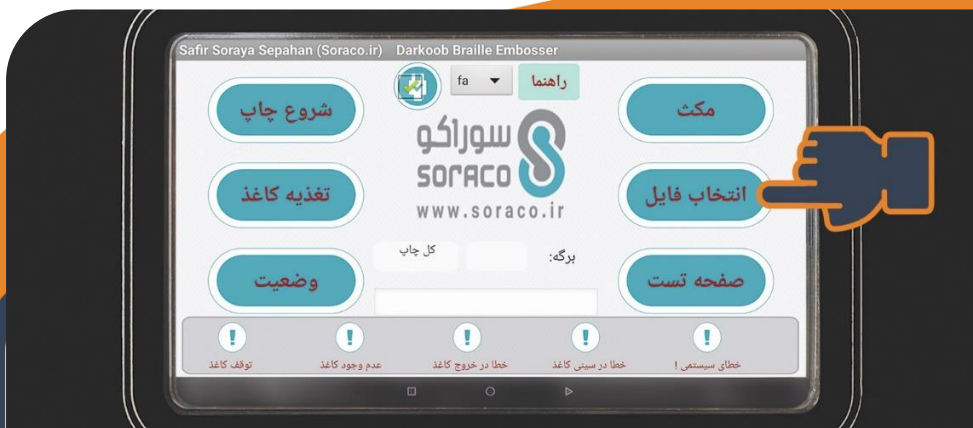 Safir Soraya Sepahan (Soraco.ir) Darkoob Braille Embosser
راهنما
fa
مکث
شروع چاپ
سوراکو
SORACO
www.soraco.ir
انتخاب فایل
تغذیه کاغذ
برگه:
کل چاپ
صفحه تست
وضعیت
خطای سیستمی !
خطا در سینی کاغذ
خطا در خروج کاغذ
عدم وجود کاغذ
توقف کاغذ